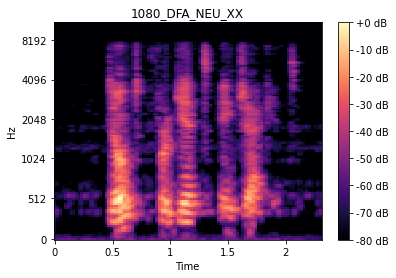 1080_DFA_NEU_XX
+0 dB
8192
-10 dB
4096
-20 dB
-30 dB
2048
Hz
-40 dB
1024
-50 dB
512
-60 dB
-70 dB
0
-80 dB
0 0.5 1 1.5 2
Time